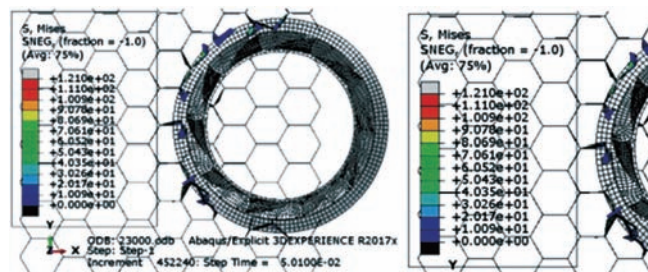 S, Mises
SNEG, (fraction = -1.0)
(Avg: 75%)
+1.210e+02
+1.110e+02
+1.009e+02
+9.078e+01
+8.069e+01
+7.061e+01
+6.052e+01
+5.043e+01
+4.035e+01
+3.026e+01
+2.017e+01
+1.009e+01
+0.000e+00
Y
Z X
ODB: 23000.odb Abaqus/Explicit 3DEXPERIENCE R2017x
Step: Step-1
Increment 452240: Step Time = 5.0100E-02
S, Mises
SNEG, (fraction = -1.0)
(Avg: 75%)
+1.210e+02
+1.110e+02
+1.009e+02
+9.078e+01
+8.069e+01
+7.061e+01
+6.052e+01
+5.043e+01
+4.035e+01
+3.026e+01
+2.017e+01
+1.009e+01
+0.000e+00
Y